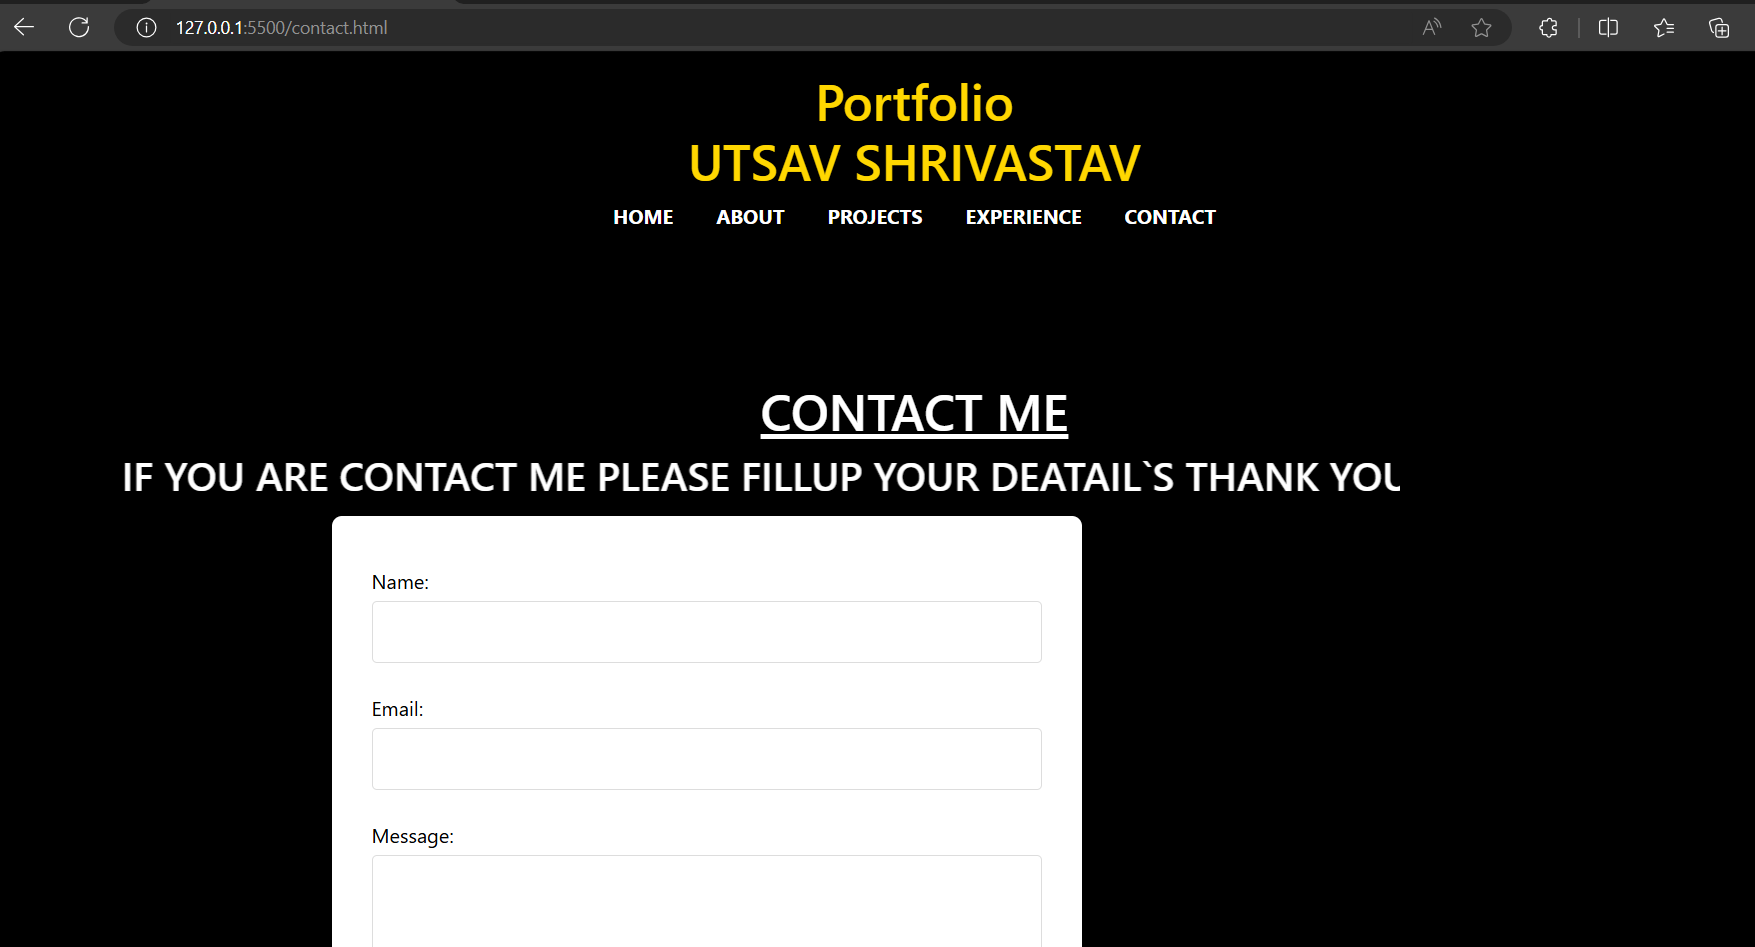 127.0.0.1:5500/contact.html
Portfolio
UTSAV SHRIVASTAV
HOME ABOUT PROJECTS EXPERIENCE CONTACT
CONTACT ME
IF YOU ARE CONTACT ME PLEASE FILLUP YOUR DEATAIL`S THANK YOU
Name:
Email:
Message: